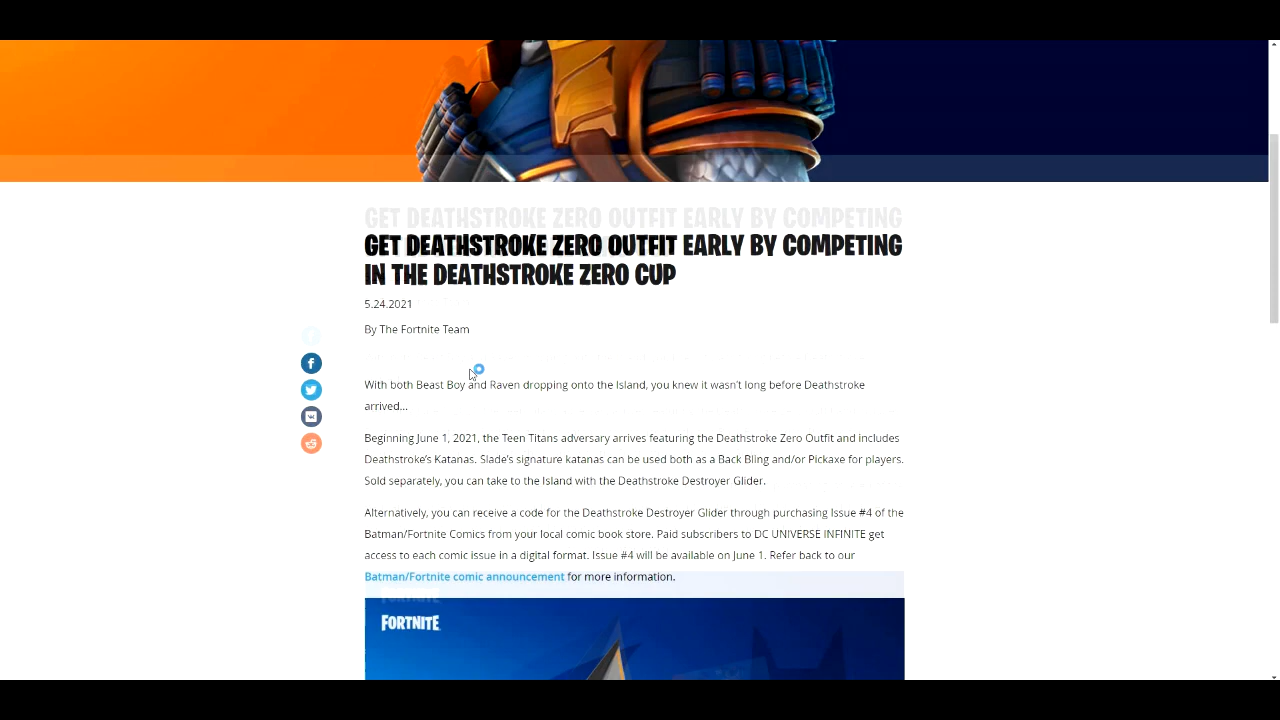 GET DEATHSTROKE ZERO OUTFIT EARLY BY COMPETING
GET DEATHSTROKE ZERO OUTFIT EARLY BY COMPETING
IN THE DEATHSTROKE ZERO CUP
5.24.2021
By The Fortnite Team
With both Beast Boy and Raven dropping onto the Island, you knew it wasn't long before Deathstroke
arrived...
Beginning June 1, 2021, the Teen Titans adversary arrives featuring the Deathstroke Zero Outfit and includes
Deathstroke's Katanas. Slade's signature katanas can be used both as a Back Bling and/or Pickaxe for players.
Sold separately, you can take to the Island with the Deathstroke Destroyer Glider.
Alternatively, you can receive a code for the Deathstroke Destroyer Glider through purchasing Issue #4 of the
Batman/Fortnite Comics from your local comic book store. Paid subscribers to DC UNIVERSE INFINITE get
access to each comic issue in a digital format. Issue #4 will be available on June 1. Refer back to our
Batman/Fortnite comic announcement for more information.
FORTNITE